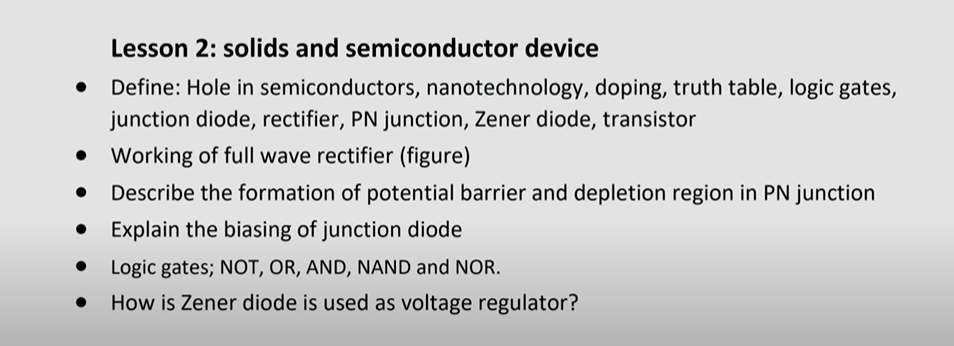 Lesson 2: solids and semiconductor device
• Define: Hole in semiconductors, nanotechnology, doping, truth table, logic gates,
junction diode, rectifier, PN junction, Zener diode, transistor
• Working of full wave rectifier (figure)
• Describe the formation of potential barrier and depletion region in PN junction
• Explain the biasing of junction diode
• Logic gates; NOT, OR, AND, NAND and NOR.
• How is Zener diode is used as voltage regulator?